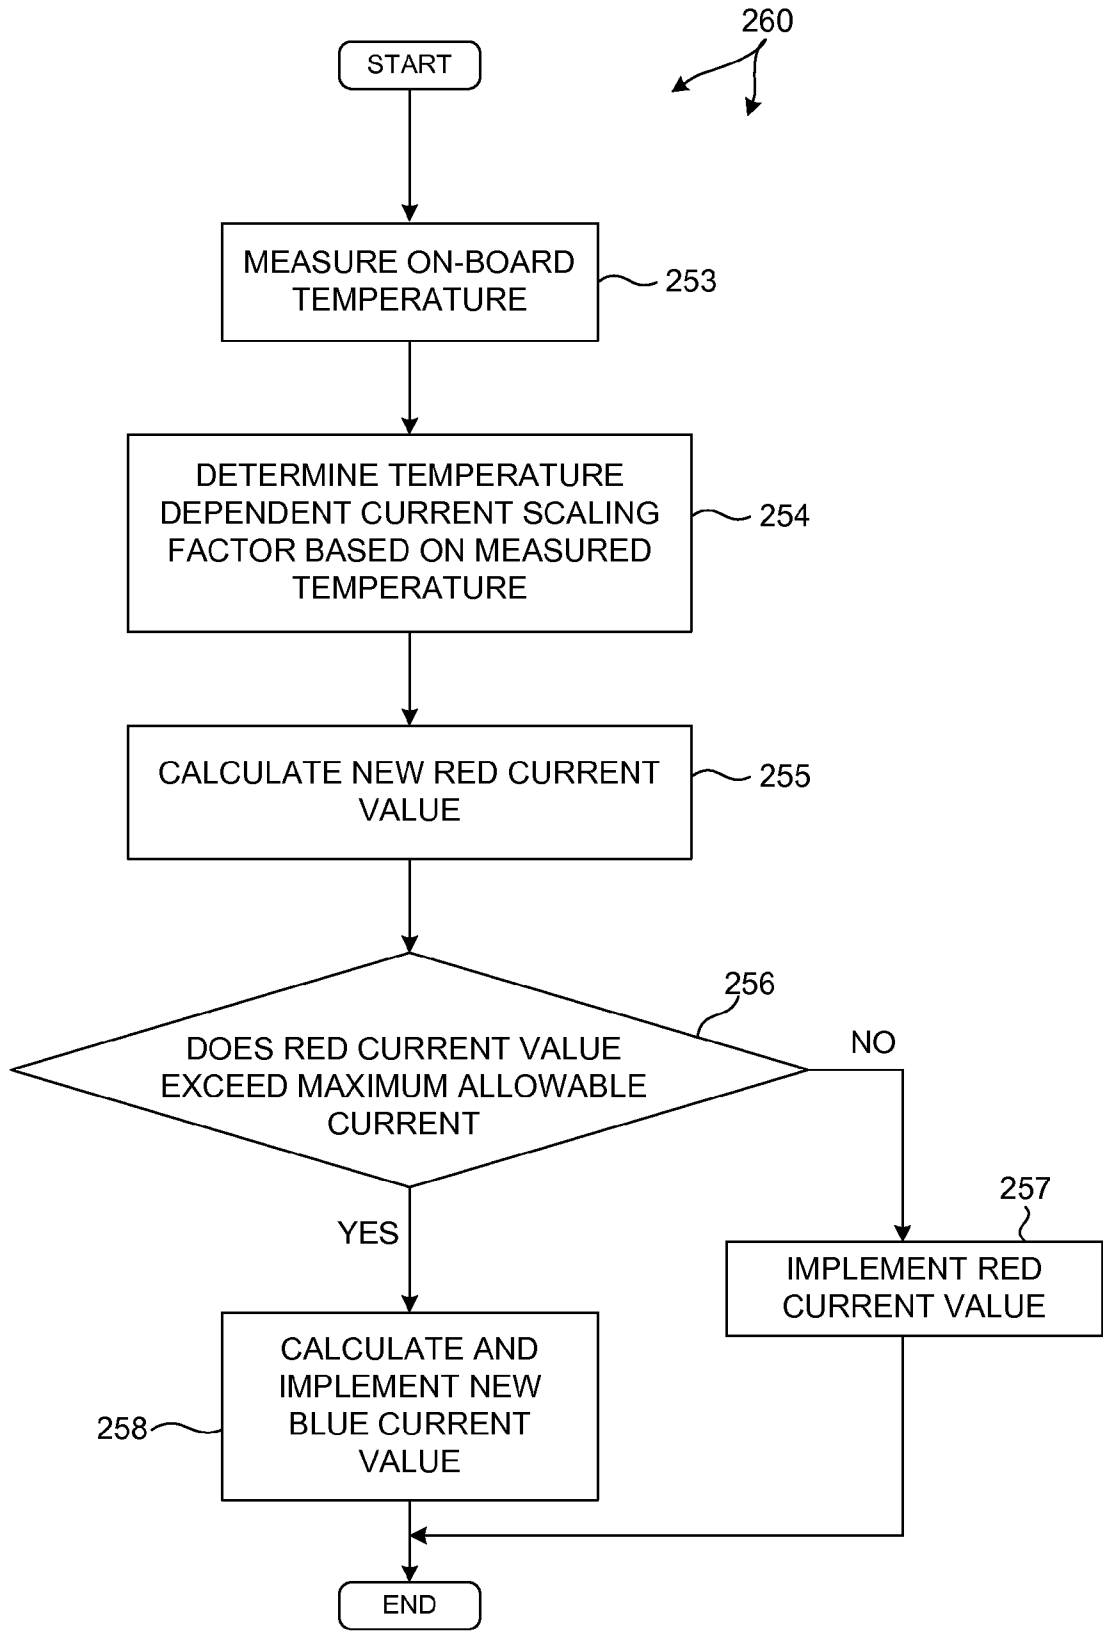 260
START
MEASURE ON-BOARD
TEMPERATURE
253
DETERMINE TEMPERATURE
DEPENDENT CURRENT SCALING
FACTOR BASED ON MEASURED
TEMPERATURE
254
CALCULATE NEW RED CURRENT
VALUE
255
256
DOES RED CURRENT VALUE
EXCEED MAXIMUM ALLOWABLE
CURRENT
NO
YES
257
IMPLEMENT RED
CURRENT VALUE
CALCULATE AND
IMPLEMENT NEW
BLUE CURRENT
VALUE
258
END